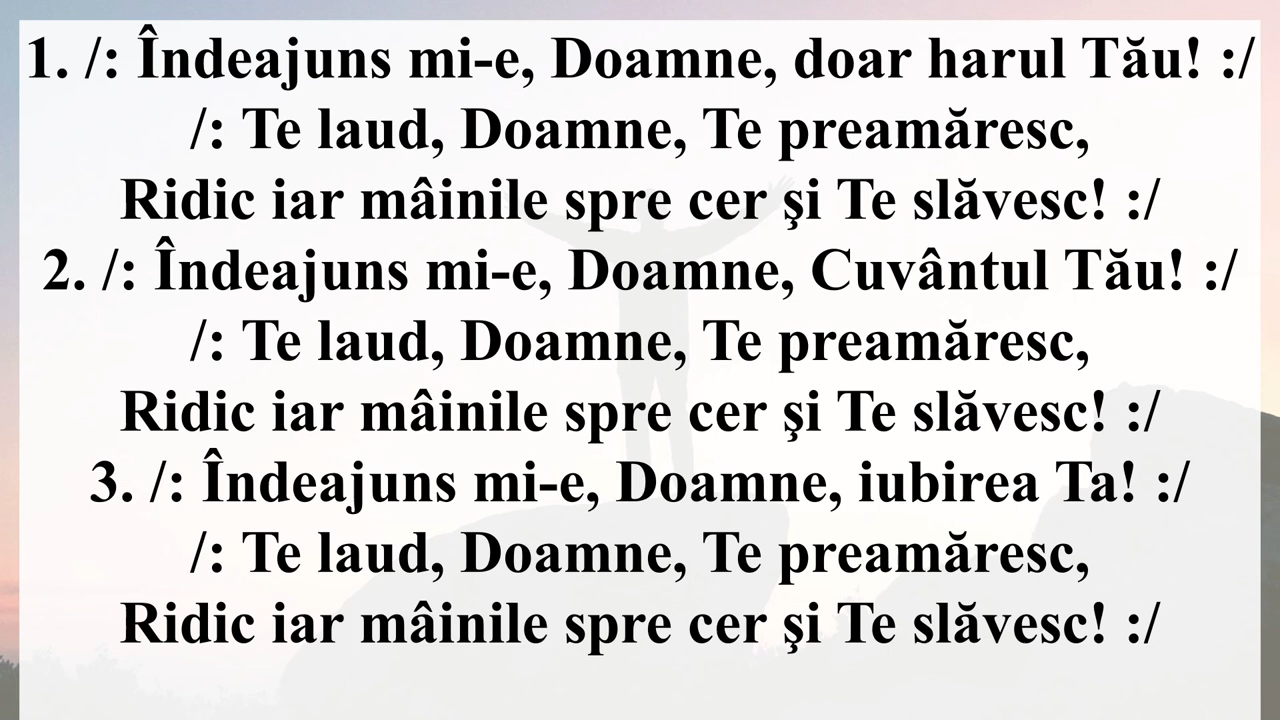 1. /: Îndeajuns mi-e, Doamne, doar harul Tău! :/
/: Te laud, Doamne, Te preamăresc,
Ridic iar mâinile spre cer şi Te slăvesc! :/
2. /: Îndeajuns mi-e, Doamne, Cuvântul Tău! :/
/: Te laud, Doamne, Te preamăresc,
Ridic iar mâinile spre cer şi Te slăvesc! :/
3. /: Îndeajuns mi-e, Doamne, iubirea Ta! :/
/: Te laud, Doamne, Te preamăresc,
Ridic iar mâinile spre cer şi Te slăvesc! :/